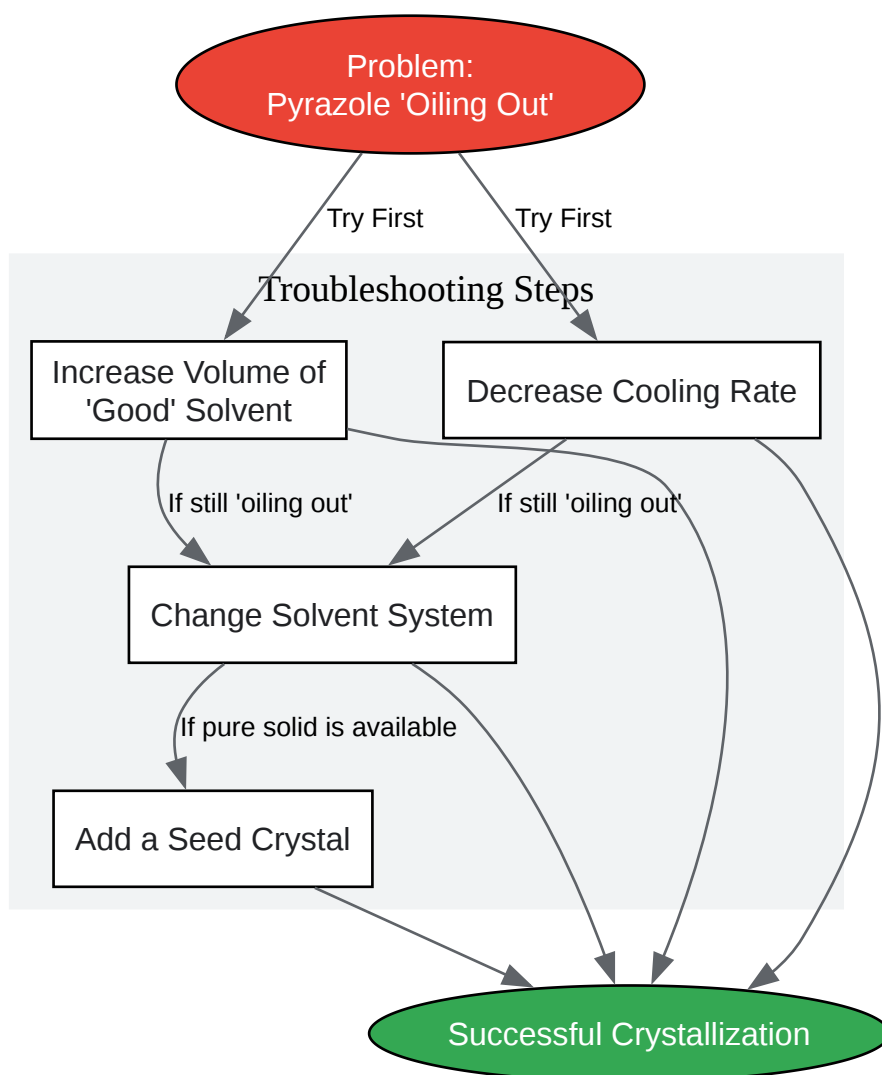 Problem:
Pyrazole 'Oiling Out'
Try First
Try First
Troubleshooting Steps
Increase Volume of
'Good' Solvent
Decrease Cooling Rate
If still 'oiling out'
If still 'oiling out'
Change Solvent System
If pure solid is available
Add a Seed Crystal
Successful Crystallization